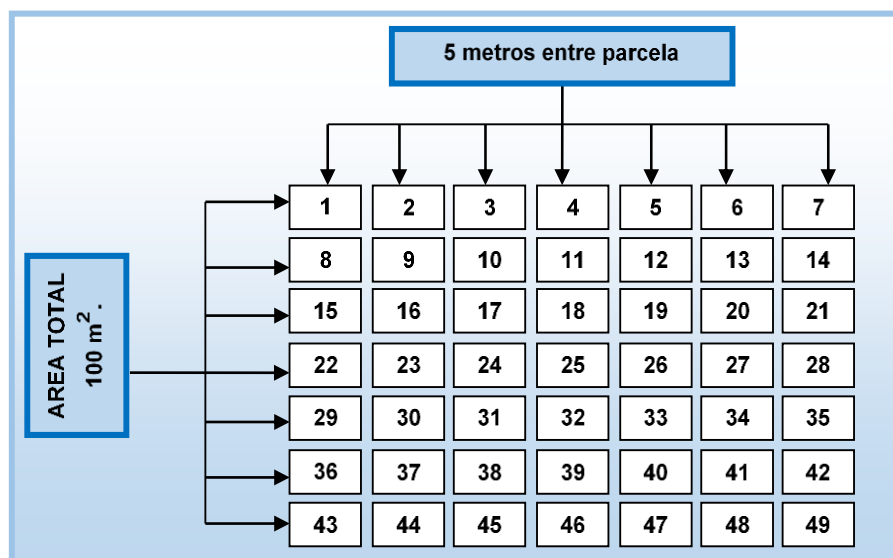 5 metros entre parcela
1 2 3 4 5 6 7
8 9 10 11 12 13 14
15 16 17 18 19 20 21
22 23 24 25 26 27 28
29 30 31 32 33 34 35
36 37 38 39 40 41 42
43 44 45 46 47 48 49
AREA TOTAL
100 m².